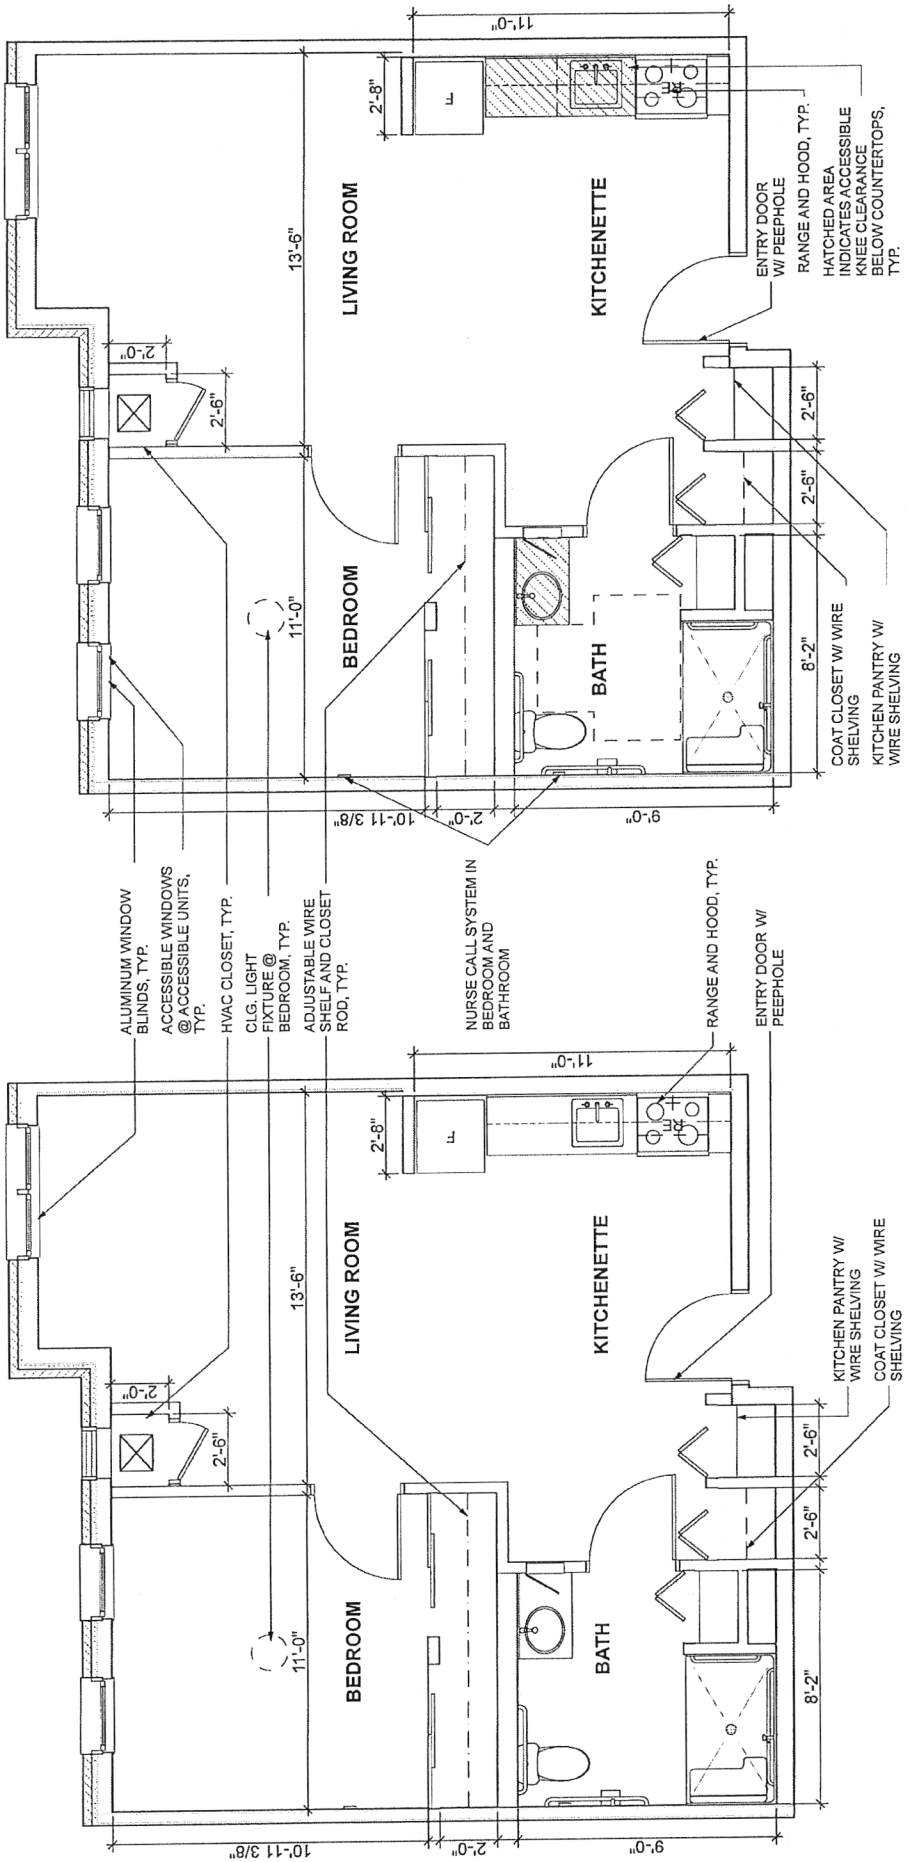 ALUMINUM WINDOW
BLINDS, TYP.
ACCESSIBLE WINDOWS
@ ACCESSIBLE UNITS,
TYP.
HVAC CLOSET, TYP.
CLG. LIGHT
FIXTURE @
BEDROOM, TYP.
ADJUSTABLE WIRE
SHELF AND CLOSET
ROD, TYP.
NURSE CALL SYSTEM IN
BEDROOM AND
BATHROOM
RANGE AND HOOD, TYP.
ENTRY DOOR W/
PEEPHOLE
KITCHEN PANTRY W/
WIRE SHELVING
COAT CLOSET W/ WIRE
SHELVING
2'-0"
2'-6"
13'-6"
11'-0"
LIVING ROOM
BEDROOM
2'-8"
11'-0"
F
RE
KITCHENETTE
BATH
10'-11 3/8"
2'-0"
9'-0"
8'-2"
2'-6"
2'-6"
2'-0"
2'-6"
13'-6"
11'-0"
LIVING ROOM
BEDROOM
2'-8"
11'-0"
F
RE
KITCHENETTE
BATH
10'-11 3/8"
2'-0"
9'-0"
8'-2"
2'-6"
2'-6"
ENTRY DOOR
W/ PEEPHOLE
RANGE AND HOOD, TYP.
HATCHED AREA
INDICATES ACCESSIBLE
KNEE CLEARANCE
BELOW COUNTERTOPS,
TYP.
COAT CLOSET W/ WIRE
SHELVING
KITCHEN PANTRY W/
WIRE SHELVING